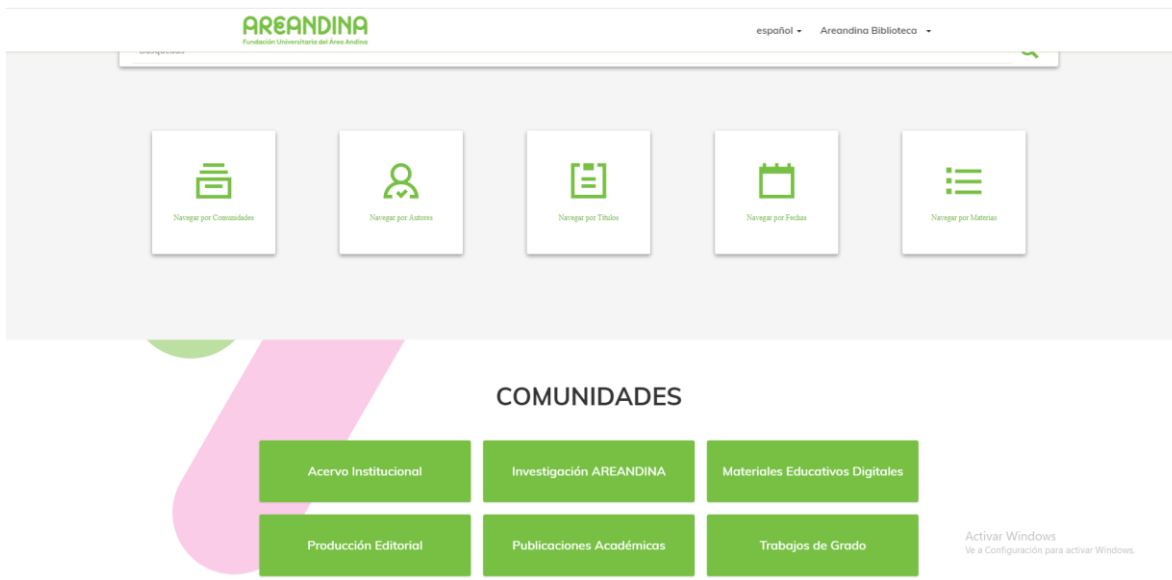 AREANDINA
Fundación Universitaria del Área Andina
español
Areandina Biblioteca
Navegar por Comunidades
Navegar por Autores
Navegar por Títulos
Navegar por Fechas
Navegar por Materias
COMUNIDADES
Acervo Institucional
Investigación AREANDINA
Materiales Educativos Digitales
Producción Editorial
Publicaciones Académicas
Trabajos de Grado
Activar Windows
Ve a Configuración para activar Windows.